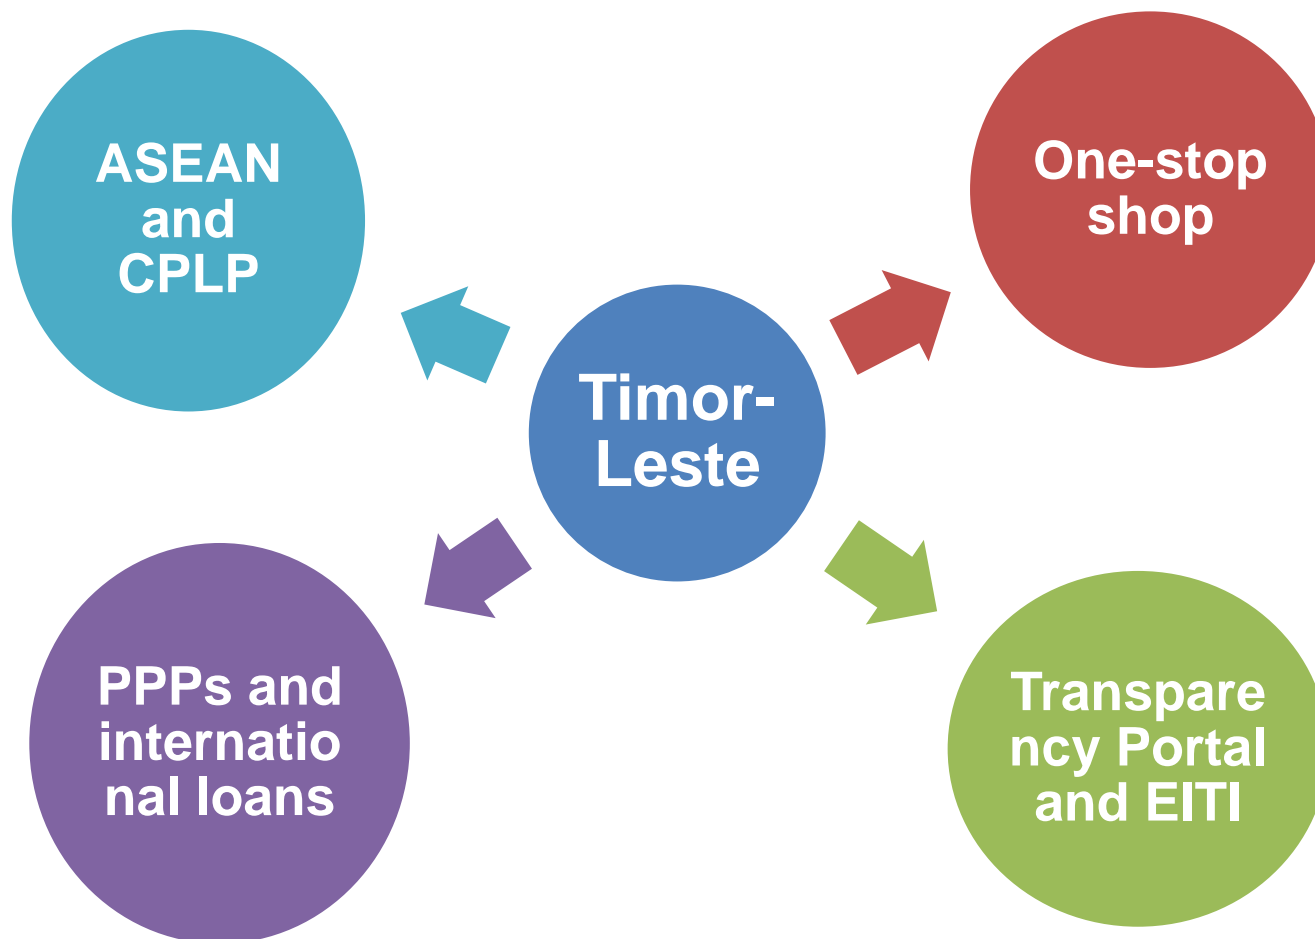 ASEAN
and
CPLP
One-stop
shop
Timor-
Leste
PPPs and
internatio
nal loans
Transpare
ncy Portal
and EITI